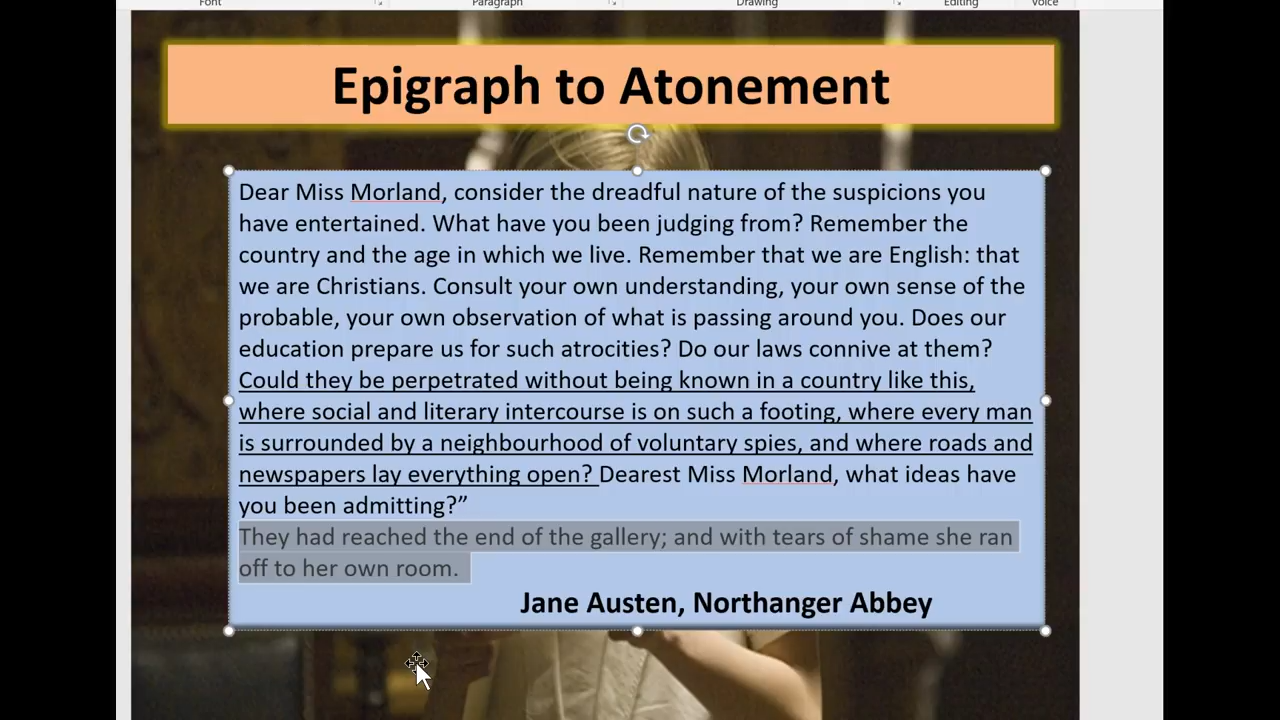 Font Paragraph Drawing Editing Voice
Epigraph to Atonement
Dear Miss Morland, consider the dreadful nature of the suspicions you
have entertained. What have you been judging from? Remember the
country and the age in which we live. Remember that we are English: that
we are Christians. Consult your own understanding, your own sense of the
probable, your own observation of what is passing around you. Does our
education prepare us for such atrocities? Do our laws connive at them?
Could they be perpetrated without being known in a country like this,
where social and literary intercourse is on such a footing, where every man
is surrounded by a neighbourhood of voluntary spies, and where roads and
newspapers lay everything open? Dearest Miss Morland, what ideas have
you been admitting?”
They had reached the end of the gallery; and with tears of shame she ran
off to her own room.
Jane Austen, Northanger Abbey